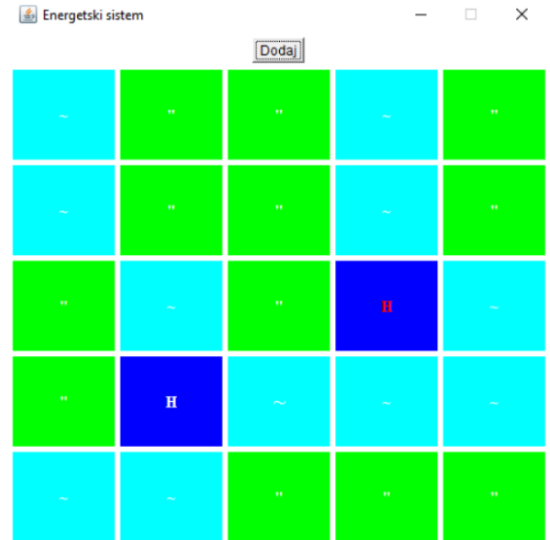 Energetski sistem
Dodaj
~ " " ~ "
~ " " ~ "
" ~ " H ~
" H ~ ~ ~
~ ~ " " "